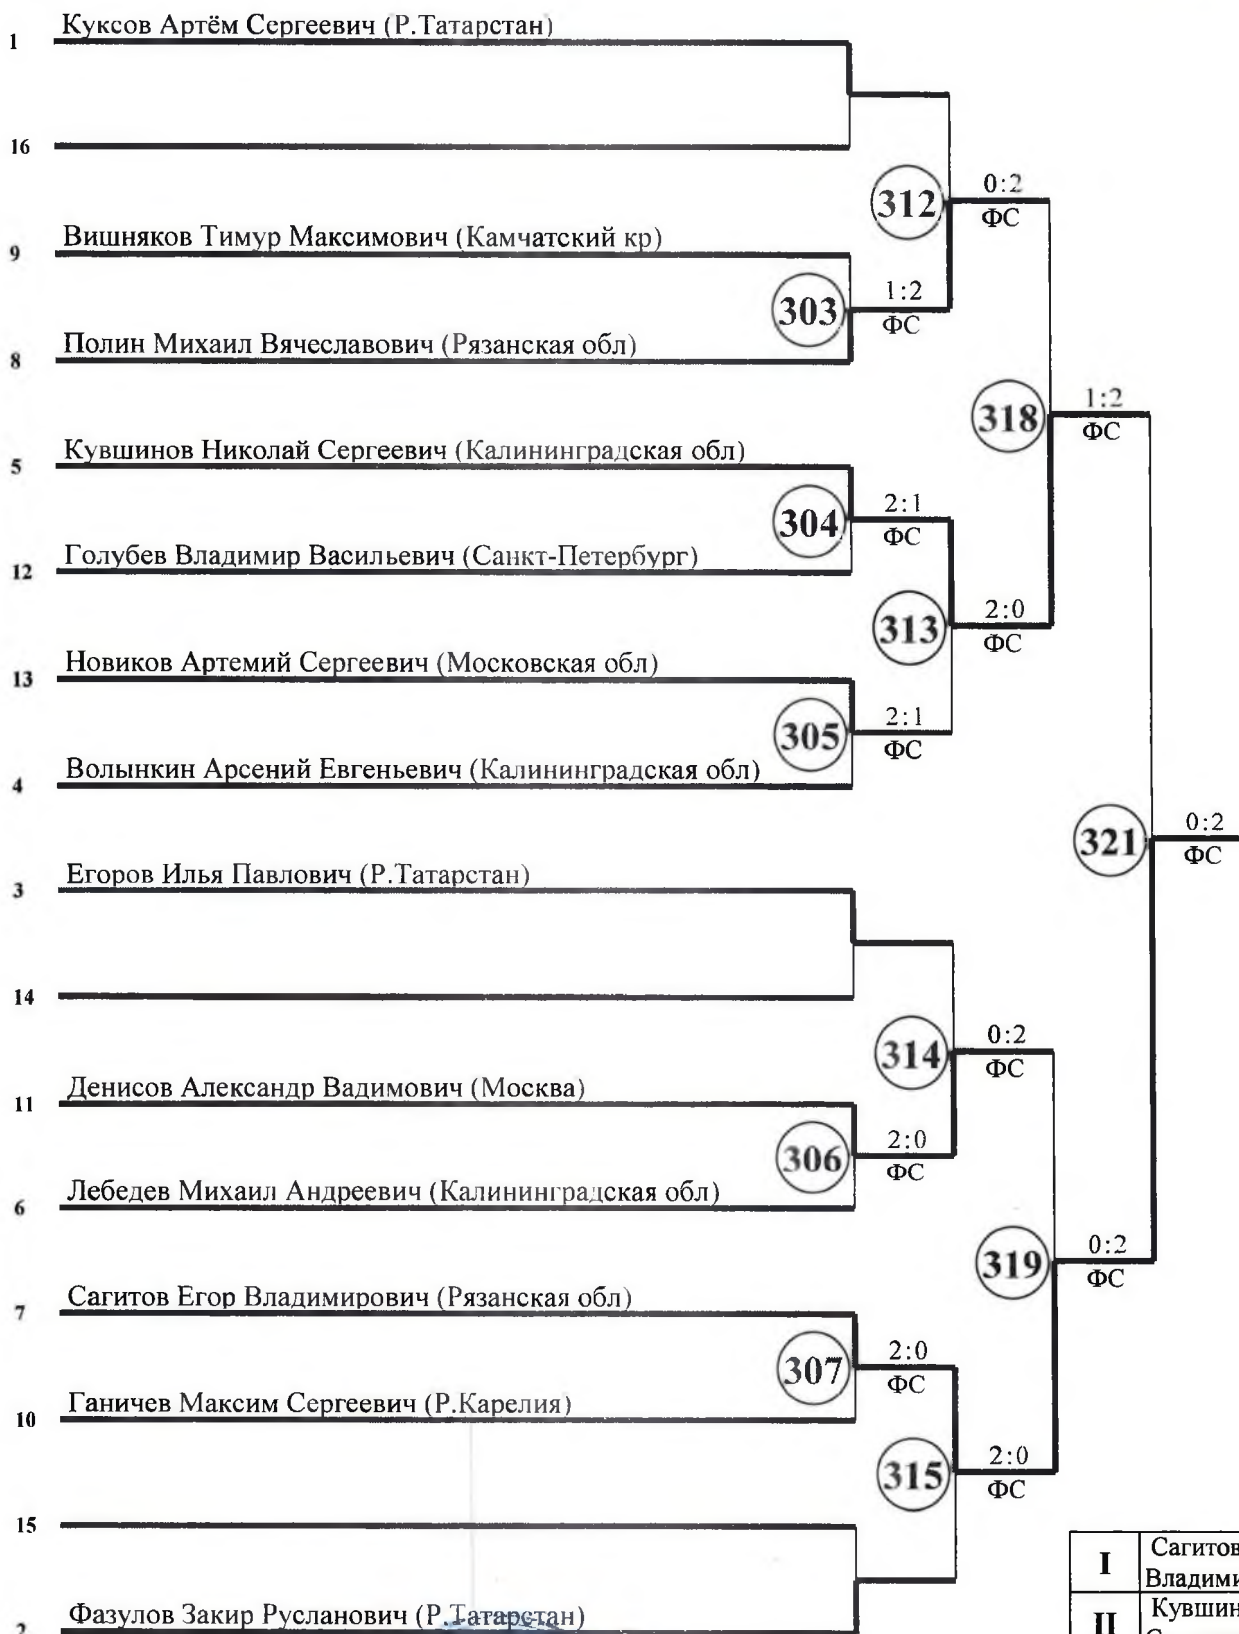 1 Куксов Артём Сергеевич (Р.Татарстан)
16
0:2
312
ФС
9 Вишняков Тимур Максимович (Камчатский кр)
1:2
303
ФС
8 Полин Михаил Вячеславович (Рязанская обл)
1:2
318
ФС
5 Кувшинов Николай Сергеевич (Калининградская обл)
2:1
304
ФС
12 Голубев Владимир Васильевич (Санкт-Петербург)
2:0
313
ФС
13 Новиков Артемий Сергеевич (Московская обл)
2:1
305
ФС
4 Волынкин Арсений Евгеньевич (Калининградская обл)
0:2
321
ФС
3 Егоров Илья Павлович (Р.Татарстан)
14
0:2
314
ФС
11 Денисов Александр Вадимович (Москва)
2:0
306
ФС
6 Лебедев Михаил Андреевич (Калининградская обл)
0:2
319
ФС
7 Сагитов Егор Владимирович (Рязанская обл)
2:0
307
ФС
10 Ганичев Максим Сергеевич (Р.Карелия)
2:0
315
ФС
15
I Сагитов
Владими
2 Фазулов Закир Русланович (Р.Татарстан)
II Кувшин